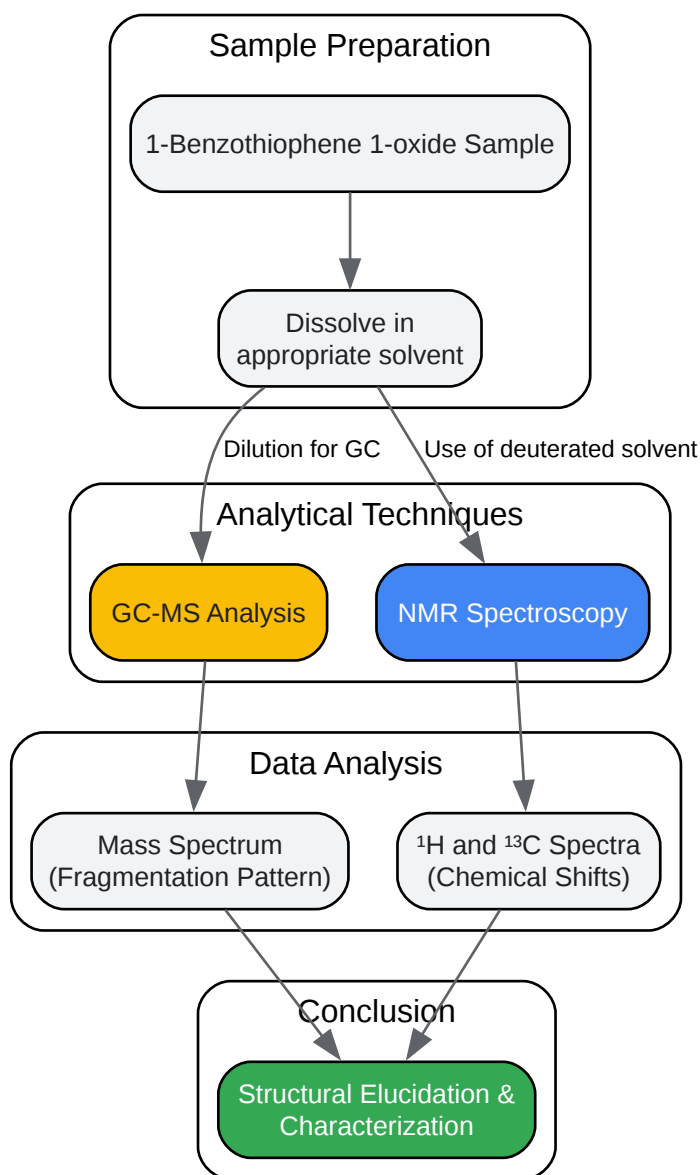 Sample Preparation
1-Benzothiophene 1-oxide Sample
Dissolve in
appropriate solvent
Dilution for GC
Use of deuterated solvent
Analytical Techniques
GC-MS Analysis
NMR Spectroscopy
Data Analysis
Mass Spectrum
(Fragmentation Pattern)
¹H and ¹³C Spectra
(Chemical Shifts)
Conclusion
Structural Elucidation &
Characterization